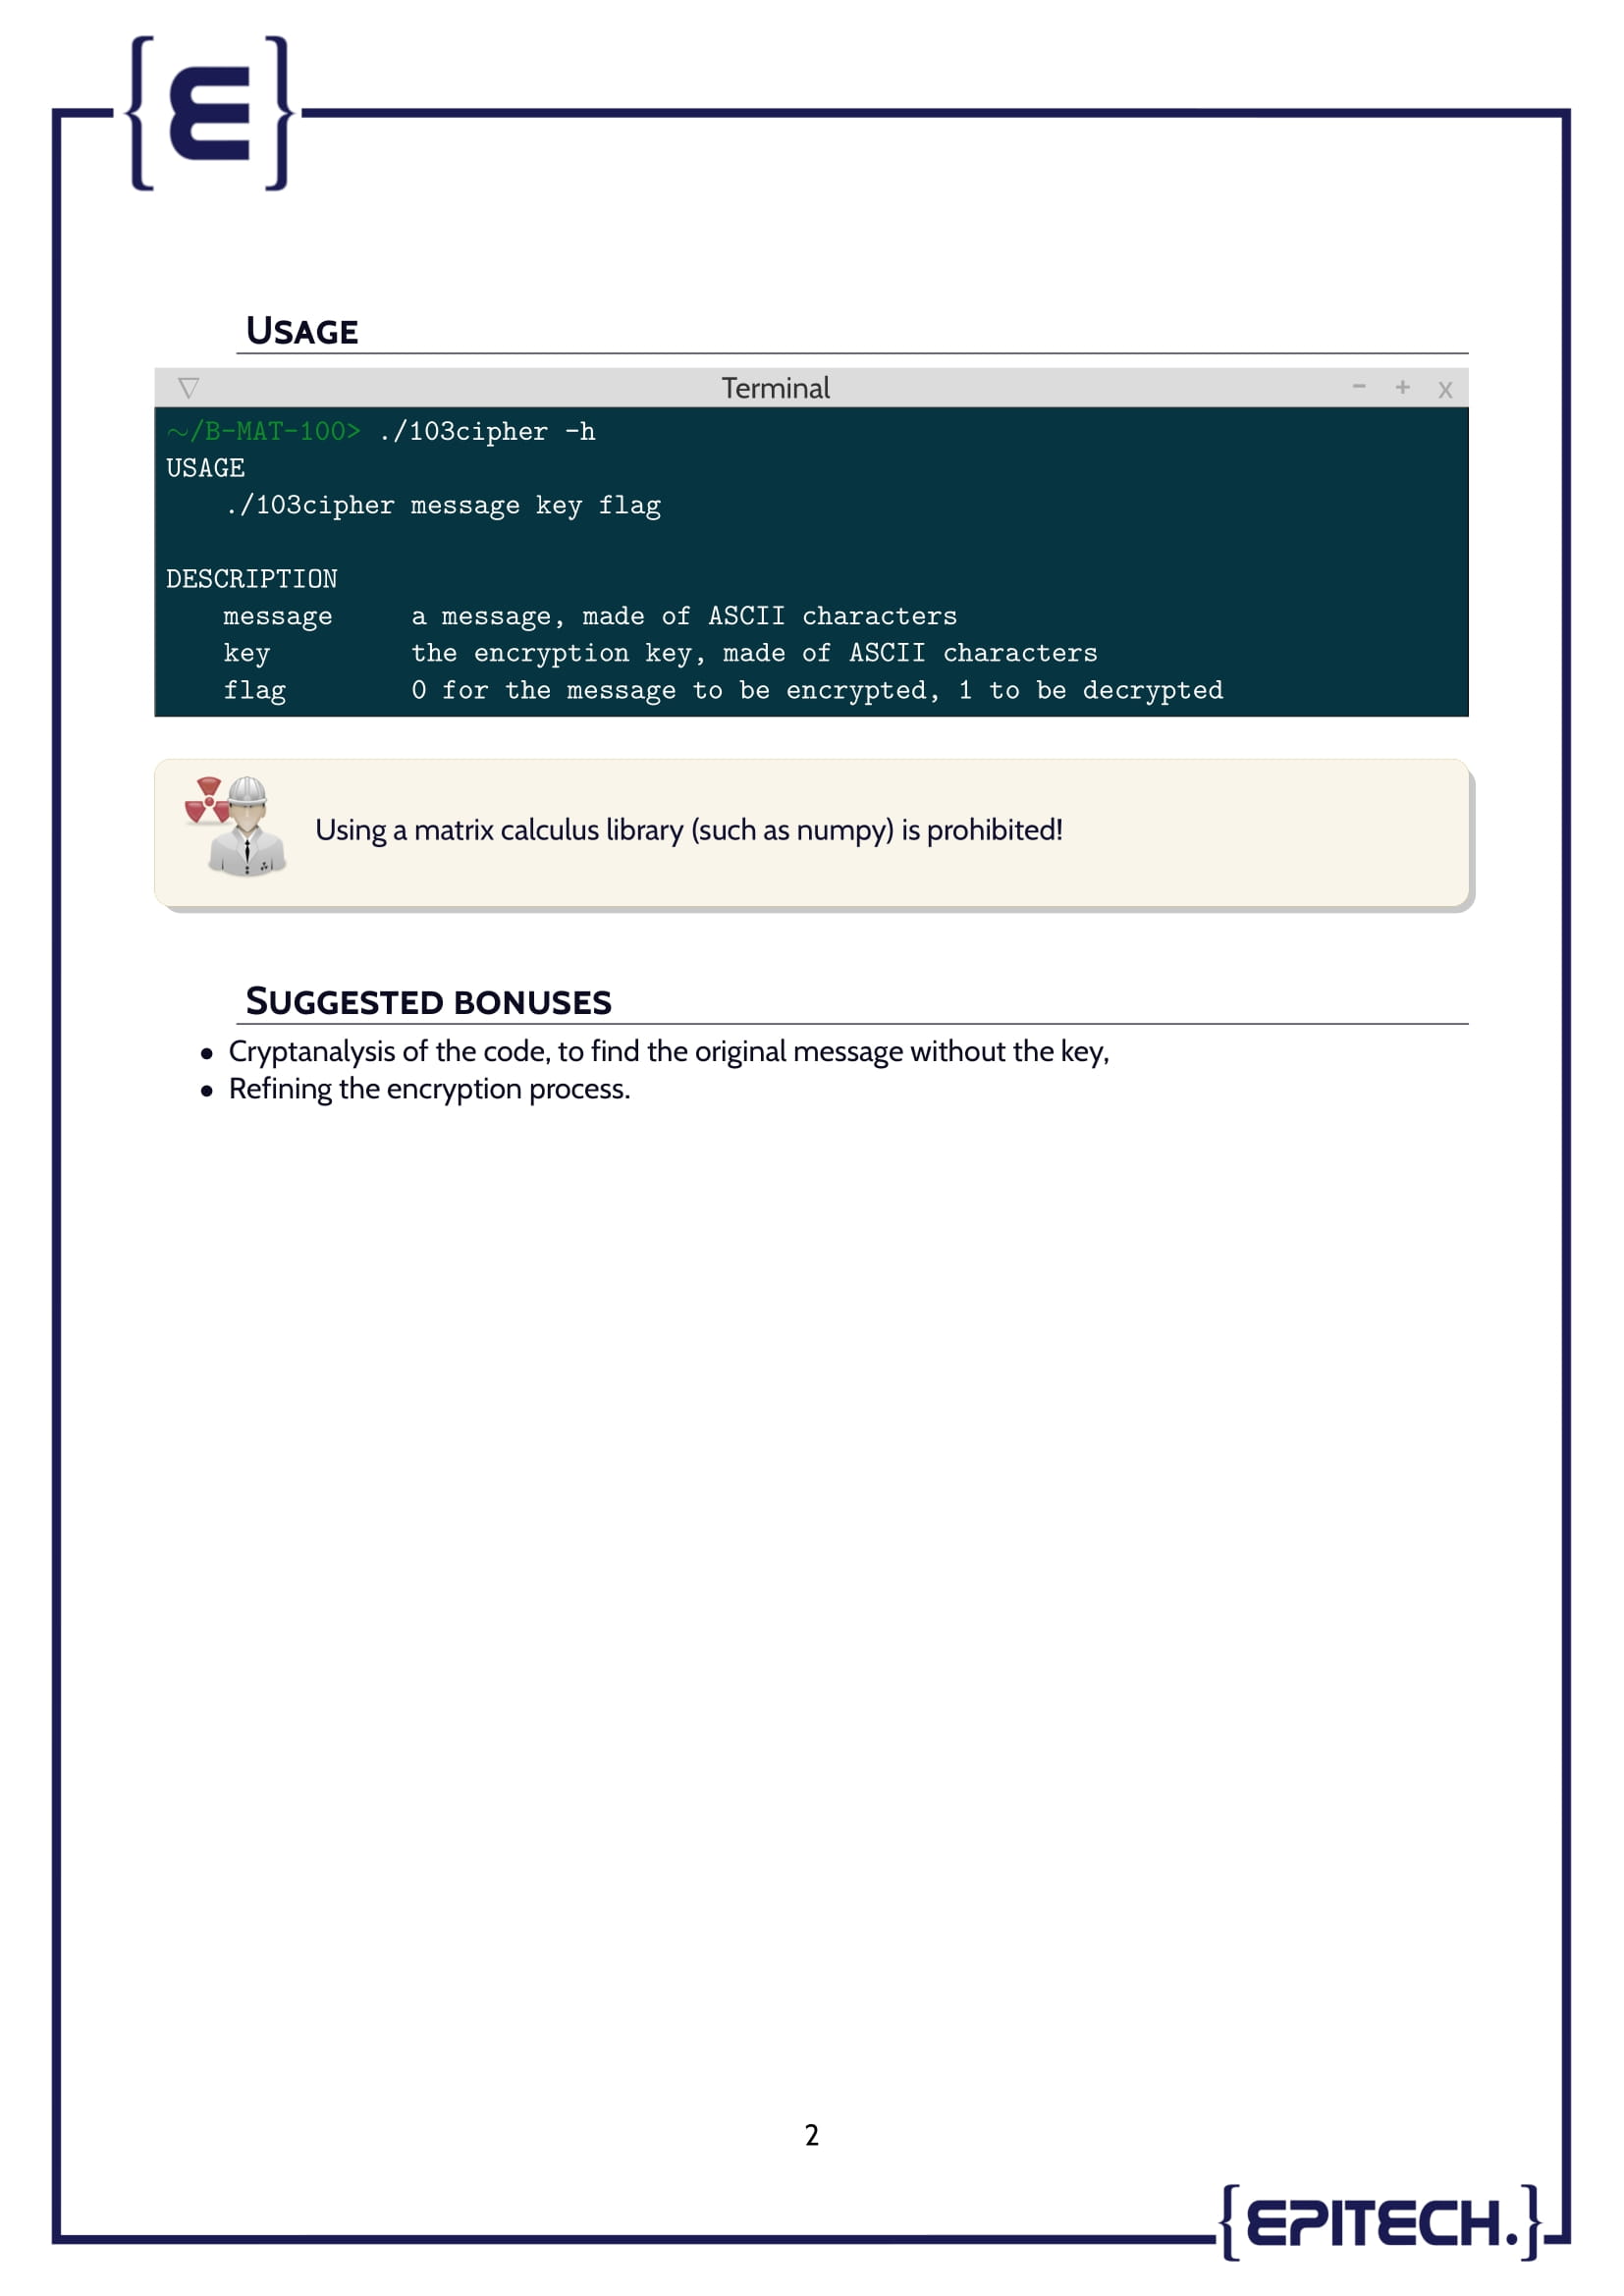 {E}
USAGE
▽ Terminal - + x
~/B-MAT-100> ./103cipher -h
USAGE
    ./103cipher message key flag
DESCRIPTION
    message     a message, made of ASCII characters
    key         the encryption key, made of ASCII characters
    flag        0 for the message to be encrypted, 1 to be decrypted
Using a matrix calculus library (such as numpy) is prohibited!
SUGGESTED BONUSES
• Cryptanalysis of the code, to find the original message without the key,
• Refining the encryption process.
2
{EPITECH.}